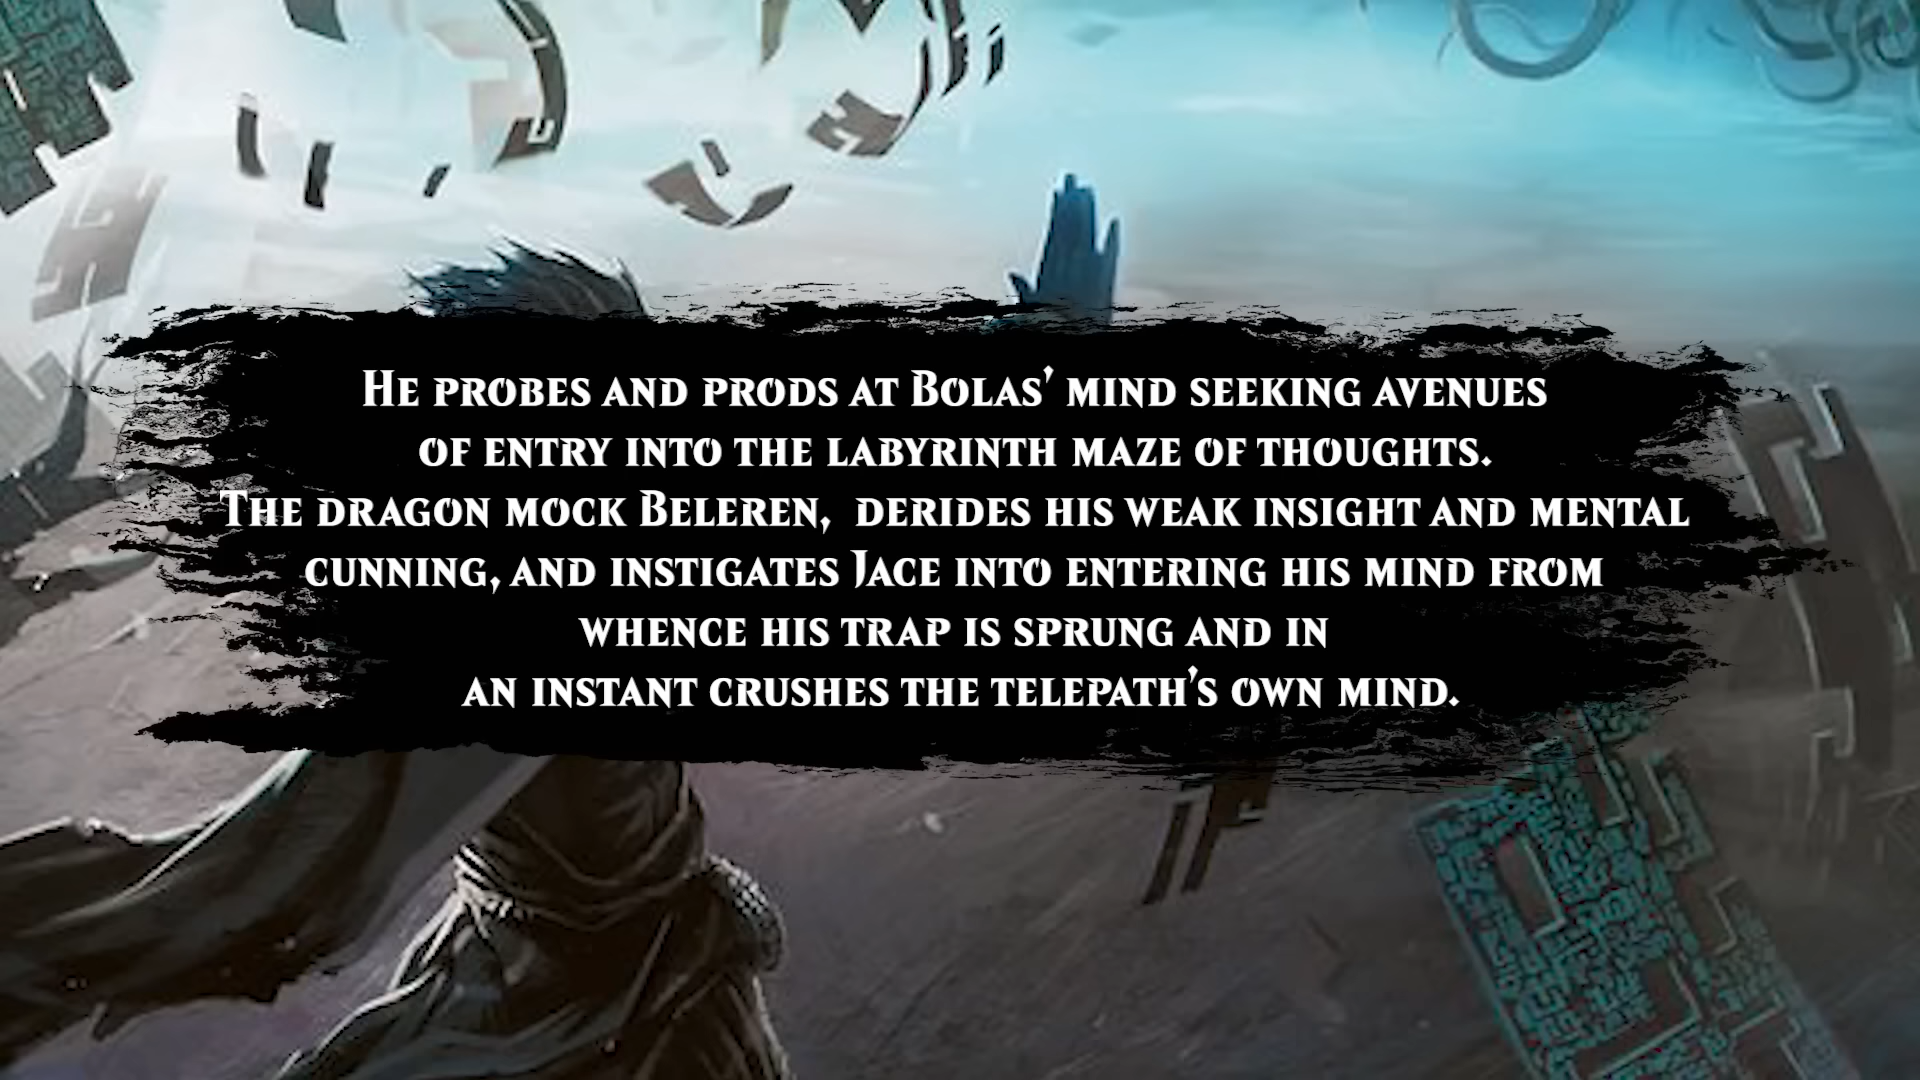 He probes and prods at Bolas’ mind seeking avenues
of entry into the labyrinth maze of thoughts.
The dragon mock Beleren, derides his weak insight and mental
cunning, and instigates Jace into entering his mind from
whence his trap is sprung and in
an instant crushes the telepath’s own mind.